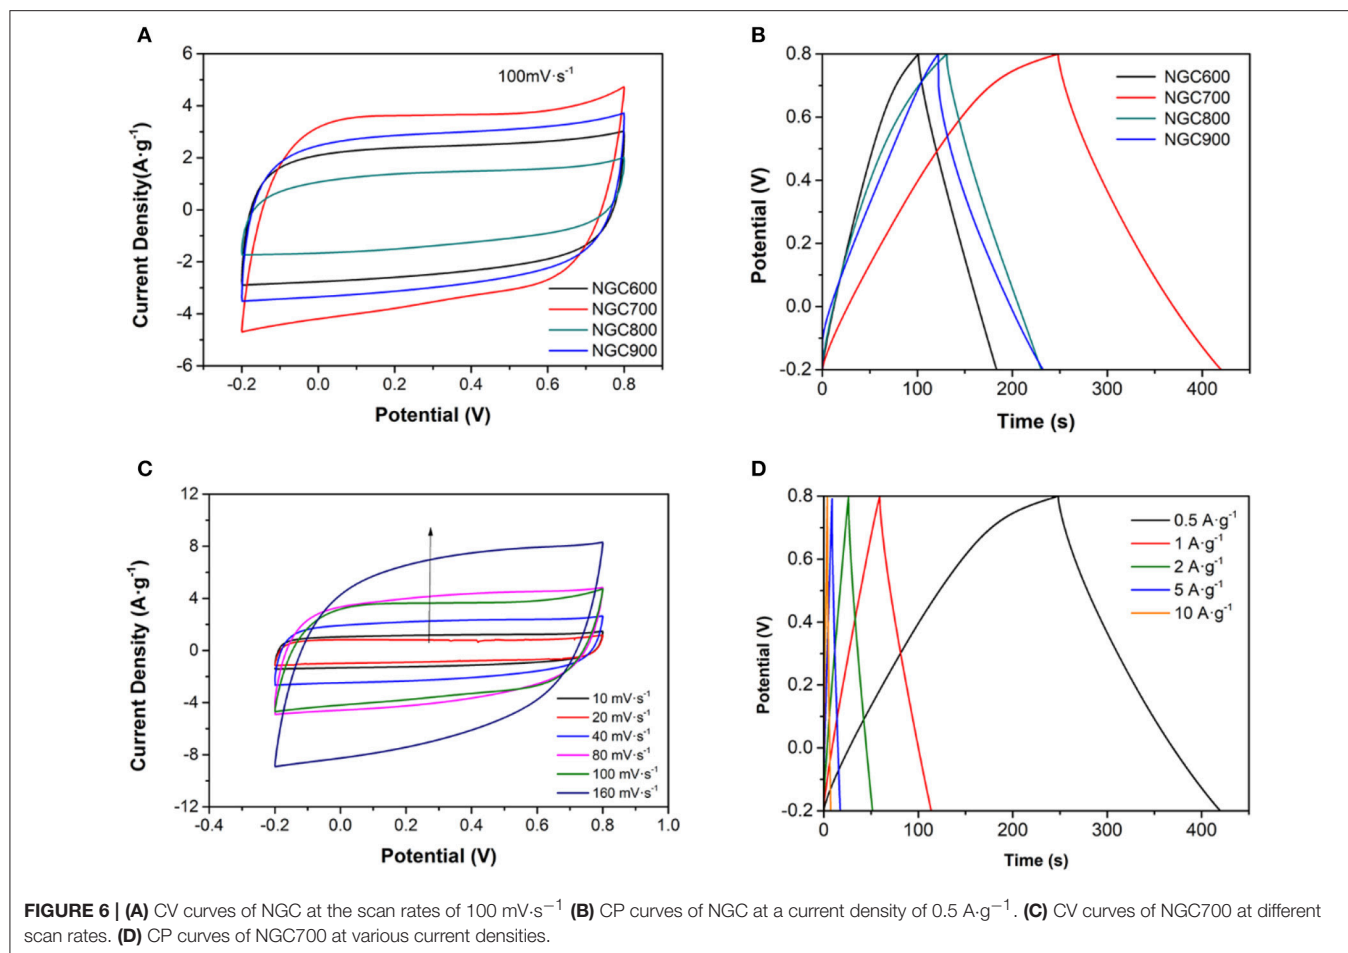 A
6
4
2
0
-2
-4
-6
Current Density(A·g⁻¹)
100mV·s⁻¹
NGC600
NGC700
NGC800
NGC900
-0.2
0.0
0.2
0.4
0.6
0.8
Potential (V)
B
0.8
0.6
0.4
0.2
0.0
-0.2
Potential (V)
NGC600
NGC700
NGC800
NGC900
0
100
200
300
400
Time (s)
C
12
8
4
0
-4
-8
-12
Current Density (A·g⁻¹)
10 mV·s⁻¹
20 mV·s⁻¹
40 mV·s⁻¹
80 mV·s⁻¹
100 mV·s⁻¹
160 mV·s⁻¹
-0.4
-0.2
0.0
0.2
0.4
0.6
0.8
1.0
Potential (V)
D
0.8
0.6
0.4
0.2
0.0
-0.2
Potential (V)
0.5 A·g⁻¹
1 A·g⁻¹
2 A·g⁻¹
5 A·g⁻¹
10 A·g⁻¹
0
100
200
300
400
Time (s)
FIGURE 6 | (A) CV curves of NGC at the scan rates of 100 mV·s⁻¹ (B) CP curves of NGC at a current density of 0.5 A·g⁻¹. (C) CV curves of NGC700 at different
scan rates. (D) CP curves of NGC700 at various current densities.